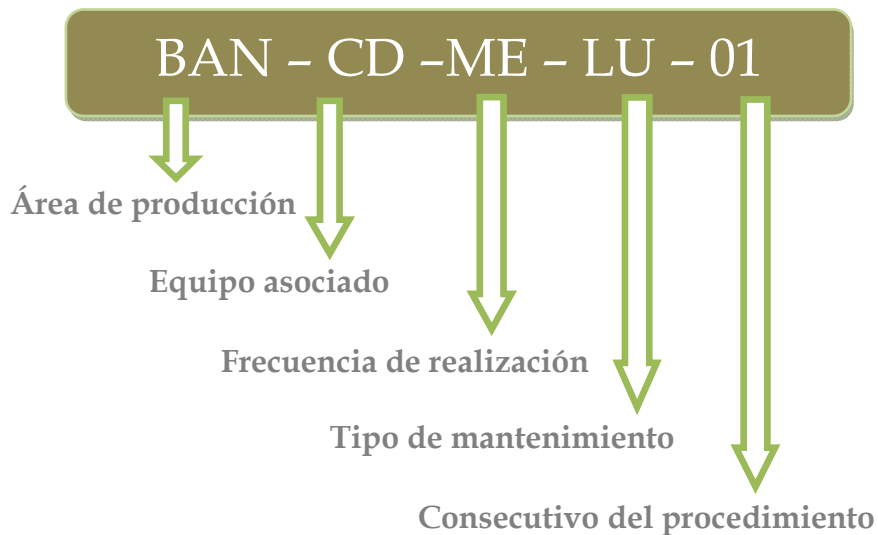 BAN – CD –ME – LU – 01
Área de producción
Equipo asociado
Frecuencia de realización
Tipo de mantenimiento
Consecutivo del procedimiento